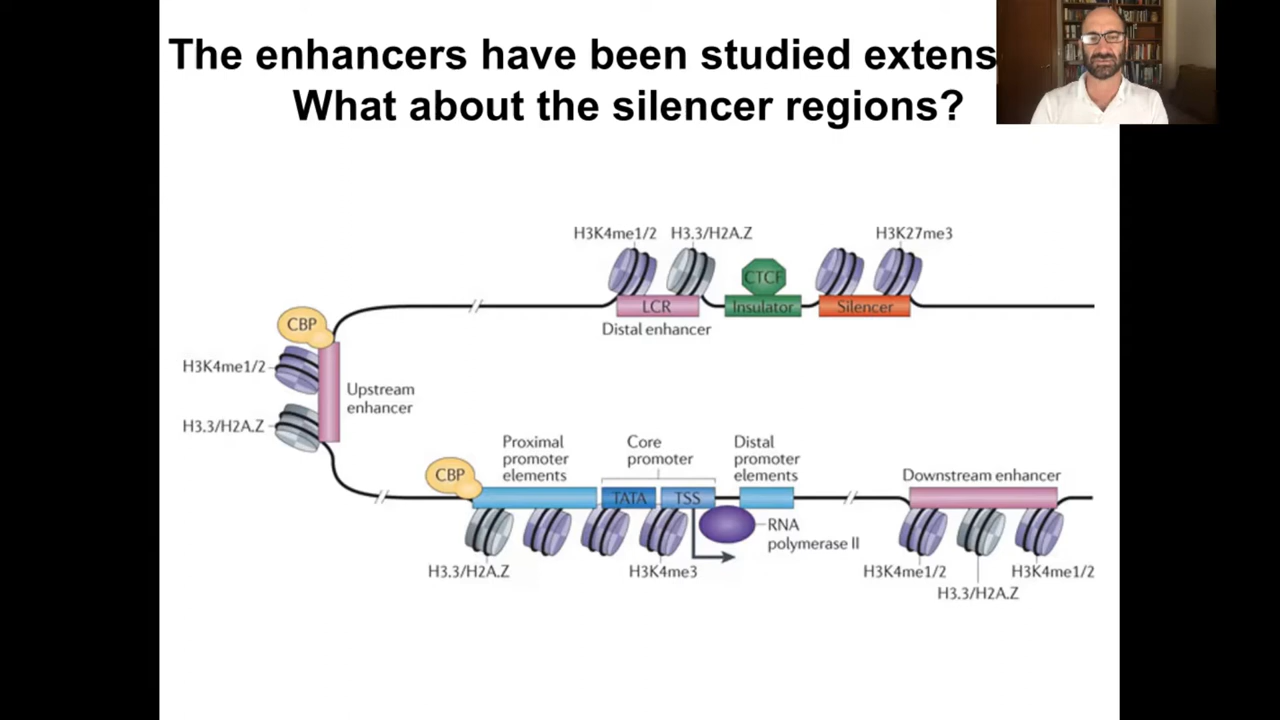 The enhancers have been studied extens
What about the silencer regions?
H3K4me1/2 H3.3/H2A.Z H3K27me3
CTCF
LCR Insulator Silencer
Distal enhancer
CBP
H3K4me1/2
Upstream
enhancer
H3.3/H2A.Z
Proximal
promoter
elements
Core
promoter
Distal
promoter
elements
CBP
TATA TSS
RNA
polymerase II
H3.3/H2A.Z H3K4me3
Downstream enhancer
H3K4me1/2 H3K4me1/2
H3.3/H2A.Z